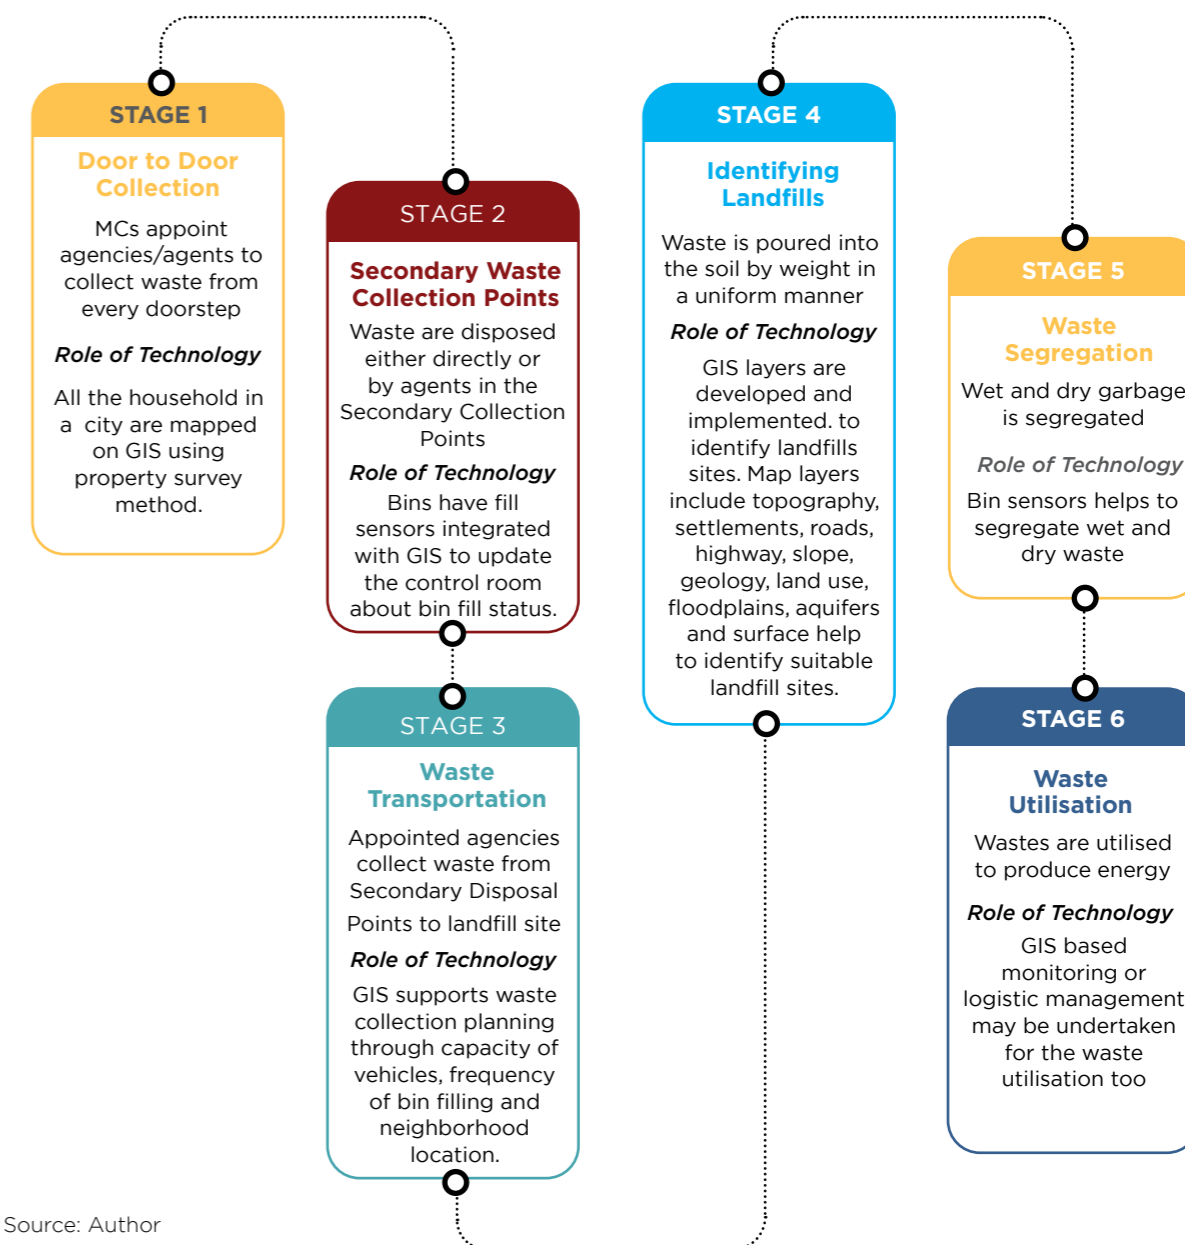 STAGE 1
Door to Door
Collection
MCs appoint
agencies/agents to
collect waste from
every doorstep
Role of Technology
All the household in
a city are mapped
on GIS using
property survey
method.
STAGE 2
Secondary Waste
Collection Points
Waste are disposed
either directly or
by agents in the
Secondary Collection
Points
Role of Technology
Bins have fill
sensors integrated
with GIS to update
the control room
about bin fill status.
STAGE 3
Waste
Transportation
Appointed agencies
collect waste from
Secondary Disposal
Points to landfill site
Role of Technology
GIS supports waste
collection planning
through capacity of
vehicles, frequency
of bin filling and
neighborhood
location.
STAGE 4
Identifying
Landfills
Waste is poured into
the soil by weight in
a uniform manner
Role of Technology
GIS layers are
developed and
implemented. to
identify landfills
sites. Map layers
include topography,
settlements, roads,
highway, slope,
geology, land use,
floodplains, aquifers
and surface help
to identify suitable
landfill sites.
STAGE 5
Waste
Segregation
Wet and dry garbage
is segregated
Role of Technology
Bin sensors helps to
segregate wet and
dry waste
STAGE 6
Waste
Utilisation
Wastes are utilised
to produce energy
Role of Technology
GIS based
monitoring or
logistic management
may be undertaken
for the waste
utilisation too
Source: Author